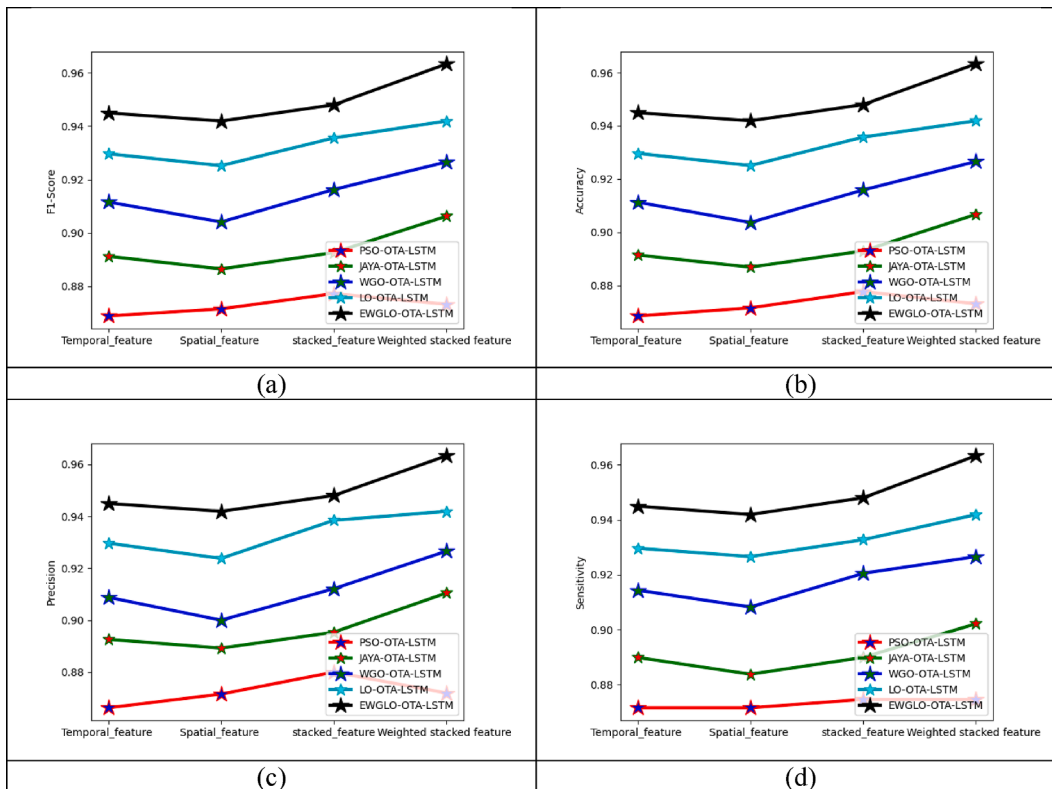 0.96
0.94
0.92
0.90
0.88
F1-Score
PSO-OTA-LSTM
JAYA-OTA-LSTM
WGO-OTA-LSTM
LO-OTA-LSTM
EWGLO-OTA-LSTM
Temporal_feature Spatial_feature stacked_feature Weighted stacked feature
(a)
0.96
0.94
0.92
0.90
0.88
Accuracy
PSO-OTA-LSTM
JAYA-OTA-LSTM
WGO-OTA-LSTM
LO-OTA-LSTM
EWGLO-OTA-LSTM
Temporal_feature Spatial_feature stacked_feature Weighted stacked feature
(b)
0.96
0.94
0.92
0.90
0.88
Precision
PSO-OTA-LSTM
JAYA-OTA-LSTM
WGO-OTA-LSTM
LO-OTA-LSTM
EWGLO-OTA-LSTM
Temporal_feature Spatial_feature stacked_feature Weighted stacked feature
(c)
0.96
0.94
0.92
0.90
0.88
Sensitivity
PSO-OTA-LSTM
JAYA-OTA-LSTM
WGO-OTA-LSTM
LO-OTA-LSTM
EWGLO-OTA-LSTM
Temporal_feature Spatial_feature stacked_feature Weighted stacked feature
(d)